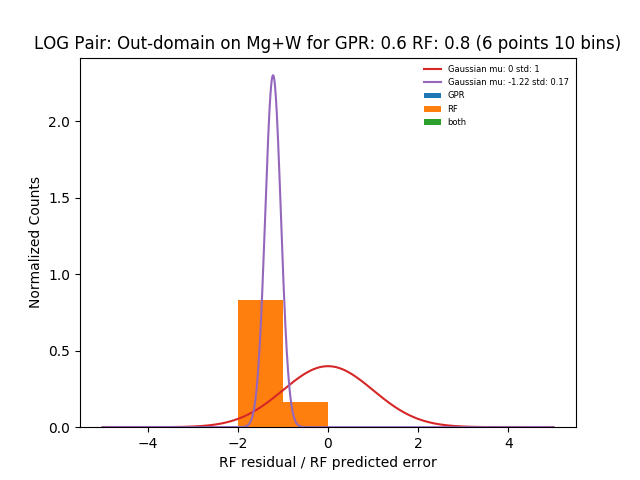 LOG Pair: Out-domain on Mg+W for GPR: 0.6 RF: 0.8 (6 points 10 bins)
Gaussian mu: 0 std: 1
Gaussian mu: -1.22 std: 0.17
GPR
RF
both
Normalized Counts
2.0
1.5
1.0
0.5
0.0
−4 −2 0 2 4
RF residual / RF predicted error